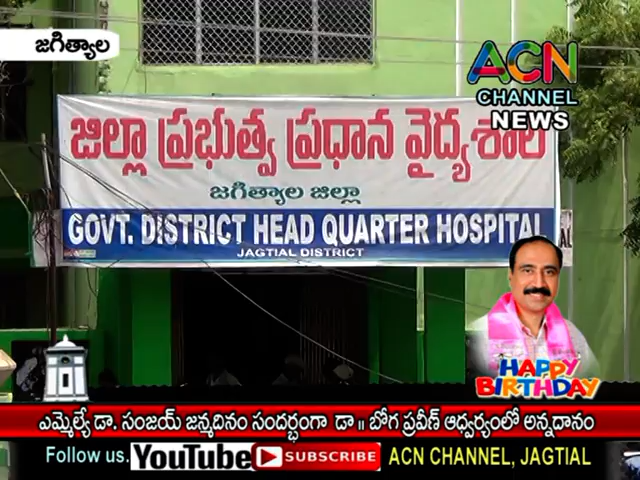 జగిత్యాల
ACN
CHANNEL
NEWS
జిల్లా ప్రభుత్వ ప్రధాన వైద్యశాల
జగిత్యాల జిల్లా
GOVT. DISTRICT HEAD QUARTER HOSPITAL
JAGTIAL DISTRICT
HAPPY
BIRTHDAY
ఎమ్మెల్యే డా. సంజయ్ జన్మదినం సందర్భంగా డా॥ బోగ ప్రవీణ్ ఆధ్వర్యంలో అన్నదానం
Follow us. YouTube SUBSCRIBE ACN CHANNEL, JAGTIAL